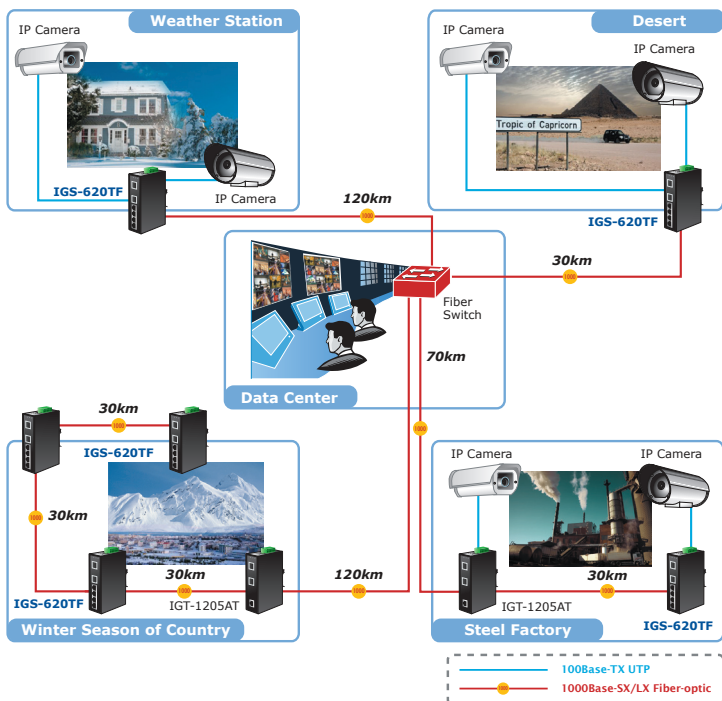 Weather Station
IP Camera
IP Camera
IGS-620TF
120km
1000
Desert
IP Camera
IP Camera
Tropic of Capricorn
IGS-620TF
30km
1000
Fiber
Switch
70km
1000
Data Center
30km
1000
IGS-620TF
1000
30km
IGS-620TF
30km
1000
IGT-1205AT
120km
1000
Winter Season of Country
IP Camera
IP Camera
IGT-1205AT
30km
1000
IGS-620TF
Steel Factory
100Base-TX UTP
1000
1000Base-SX/LX Fiber-optic